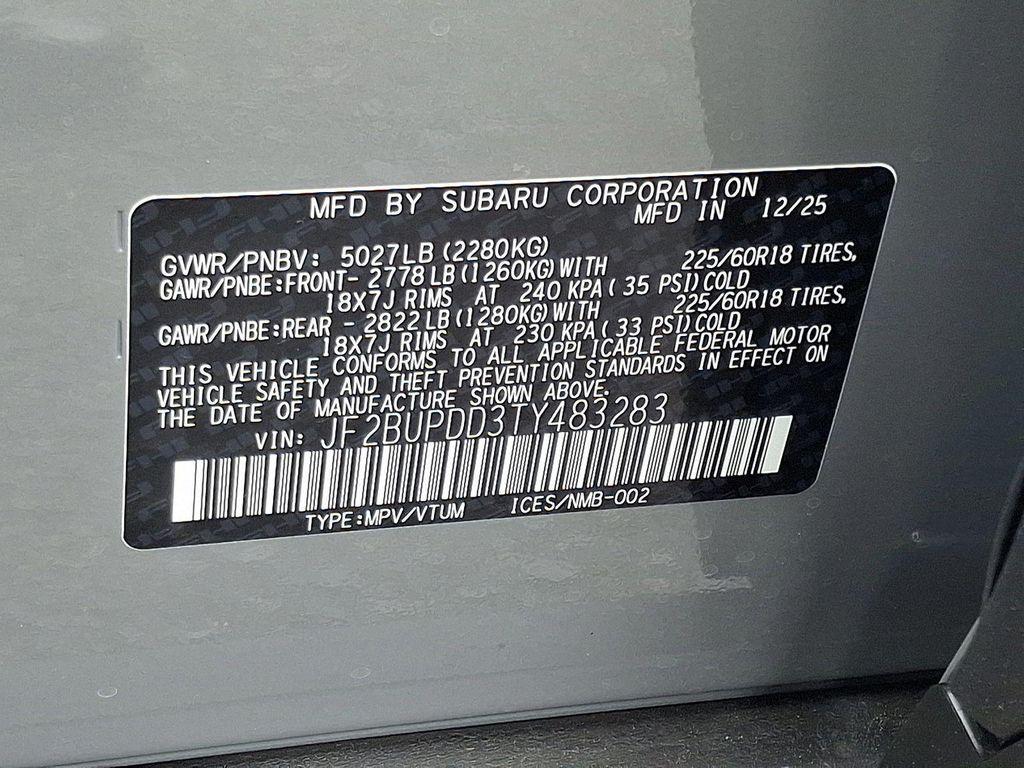 MFD BY SUBARU CORPORATION
MFD IN 12/25
GVWR/PNBV: 5027LB(2280KG)
GAWR/PNBE:FRONT- 2778LB(1260KG)WITH 225/60R18 TIRES,
18X7J RIMS AT 240 KPA( 35 PSI)COLD
GAWR/PNBE:REAR - 2822LB(1280KG)WITH 225/60R18 TIRES,
18X7J RIMS AT 230 KPA( 33 PSI)COLD
THIS VEHICLE CONFORMS TO ALL APPLICABLE FEDERAL MOTOR
VEHICLE SAFETY AND THEFT PREVENTION STANDARDS IN EFFECT ON
THE DATE OF MANUFACTURE SHOWN ABOVE.
VIN: JF2BUPDD3TY483283
TYPE:MPV/VTUM ICES/NMB-002